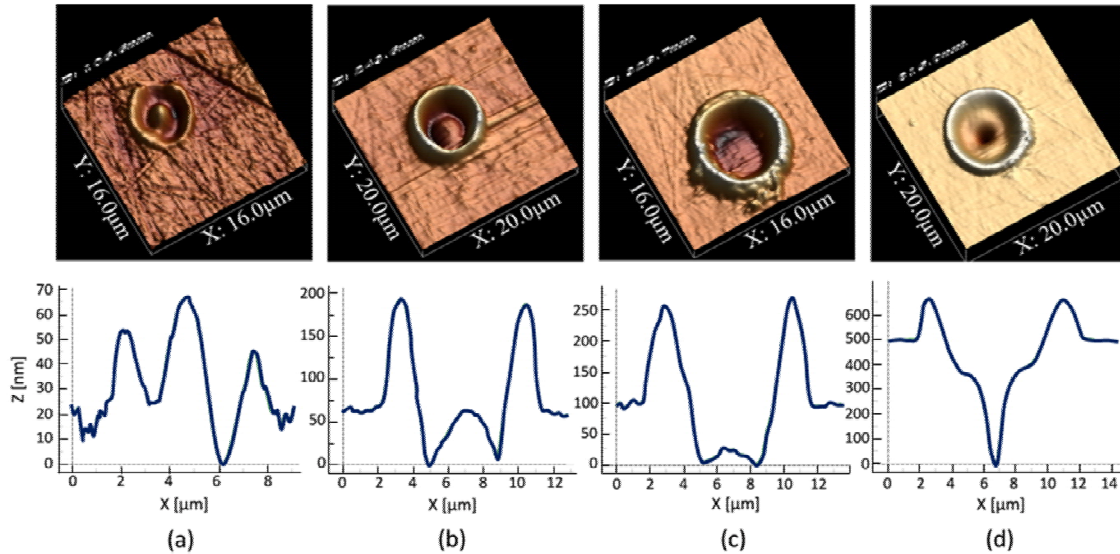 Y: 16.0µm
X: 16.0µm
Y: 20.0µm
X: 20.0µm
Y: 16.0µm
X: 16.0µm
Y: 20.0µm
X: 20.0µm
Z [nm]
70
60
50
40
30
20
10
0
0 2 4 6 8
X [µm]
200
150
100
50
0
0 2 4 6 8 10 12
X [µm]
250
200
150
100
50
0
0 2 4 6 8 10 12
X [µm]
600
500
400
300
200
100
0
0 2 4 6 8 10 12 14
X [µm]
(a) (b) (c) (d)